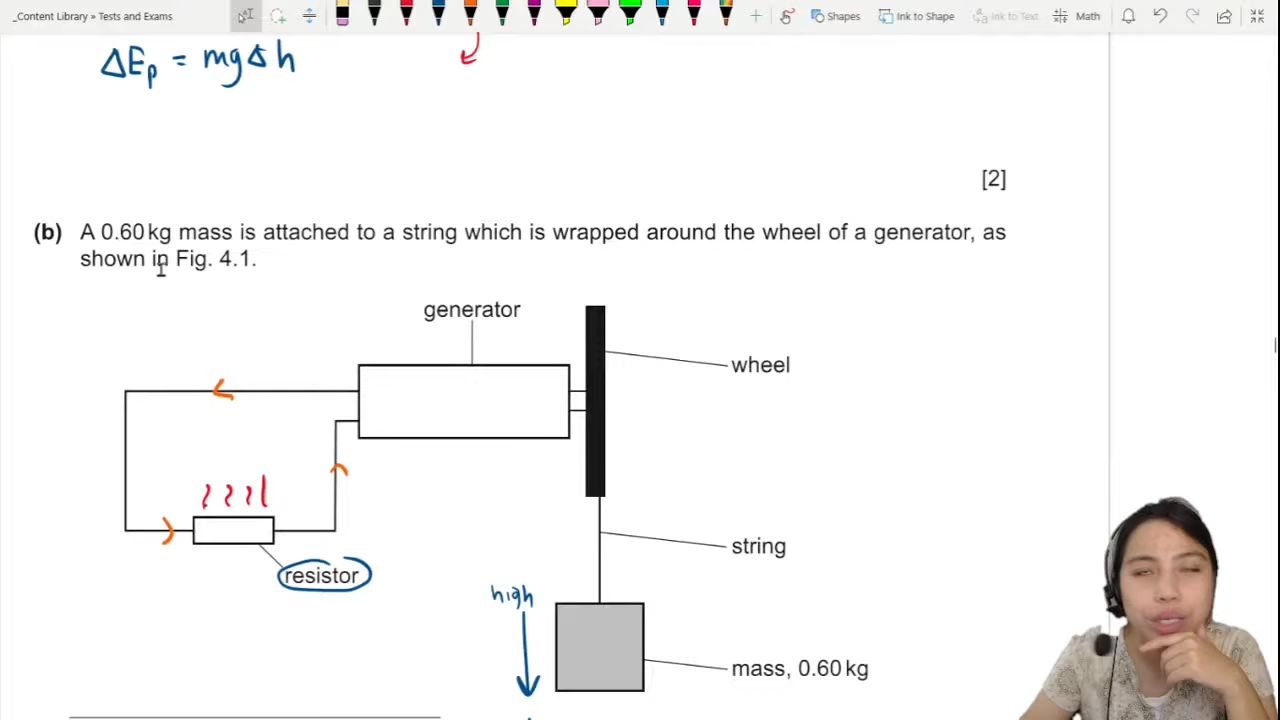 _Content Library » Tests and Exams
Shapes
Ink to Shape
Ink to Text
Math
ΔEp = mgΔh
[2]
(b) A 0.60 kg mass is attached to a string which is wrapped around the wheel of a generator, as
shown in Fig. 4.1.
generator
wheel
string
resistor
high
mass, 0.60 kg